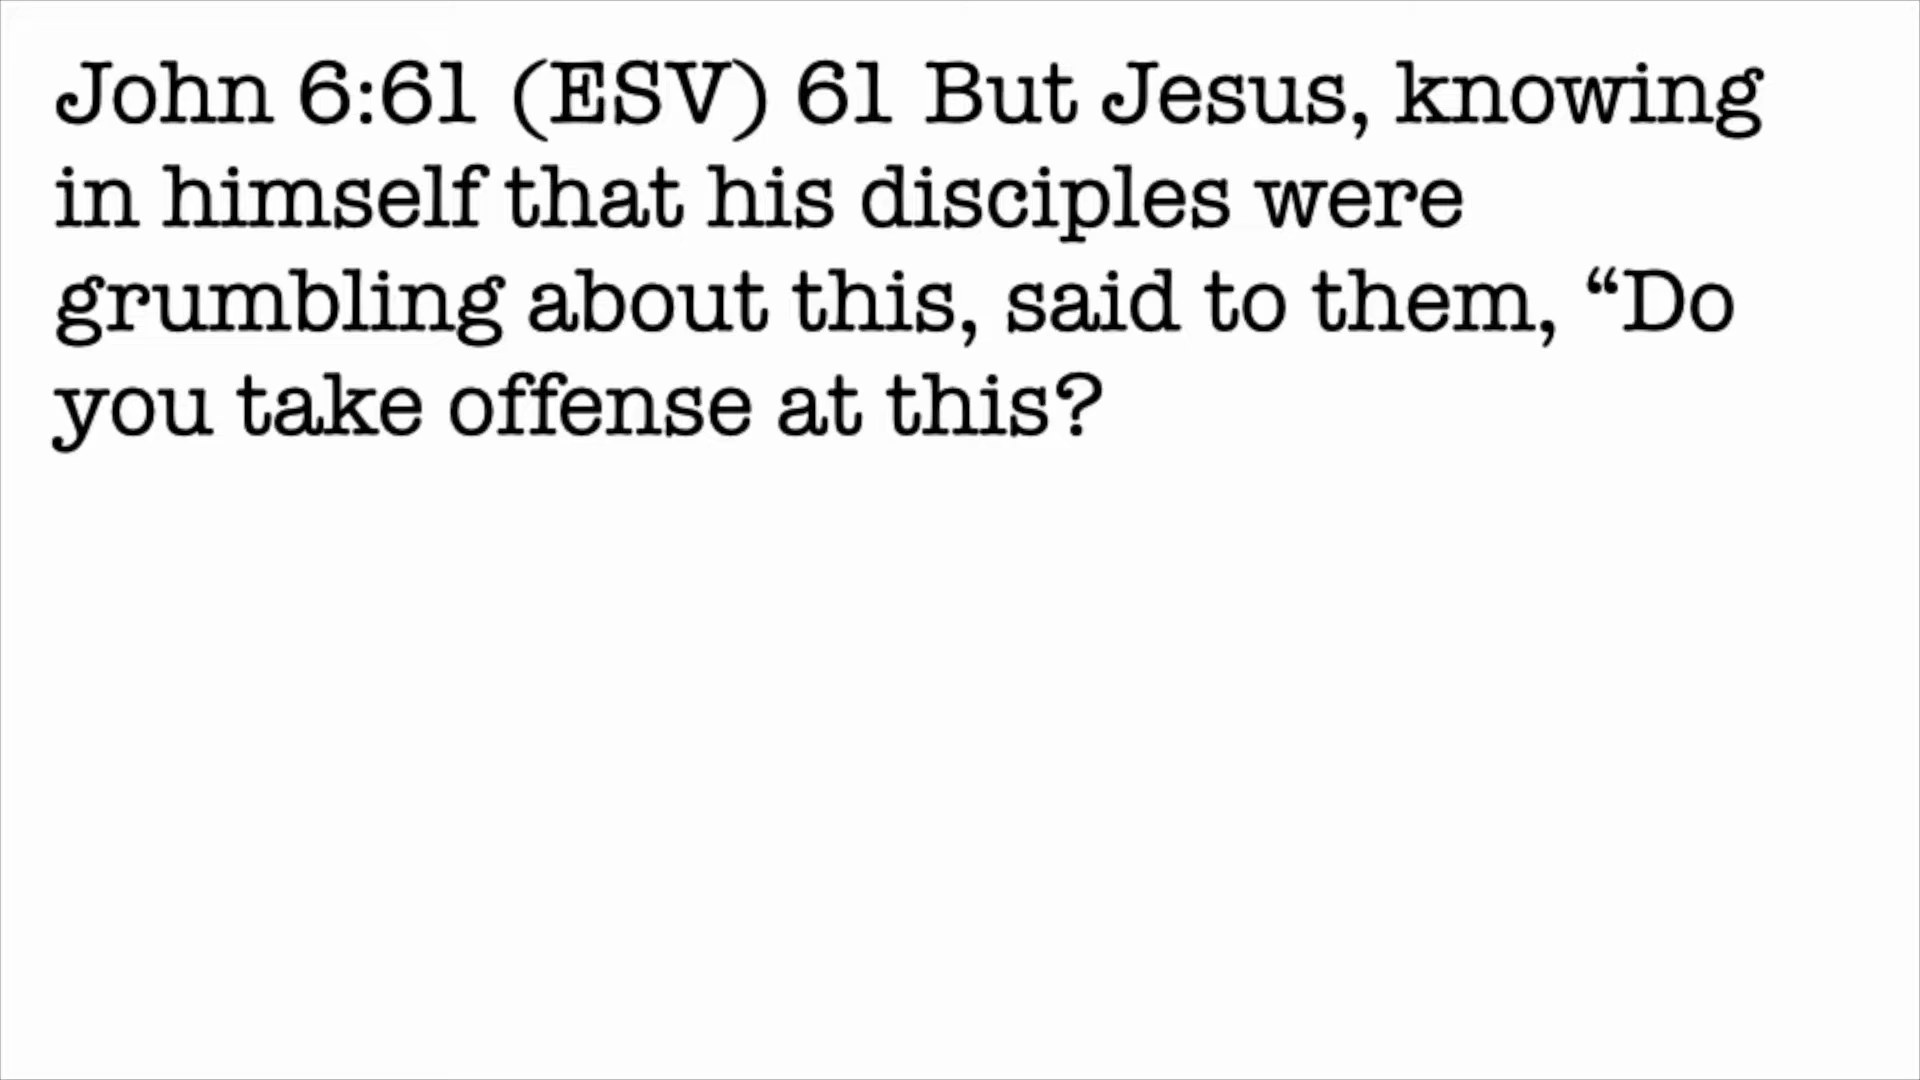 John 6:61 (ESV) 61 But Jesus, knowing
in himself that his disciples were
grumbling about this, said to them, “Do
you take offense at this?